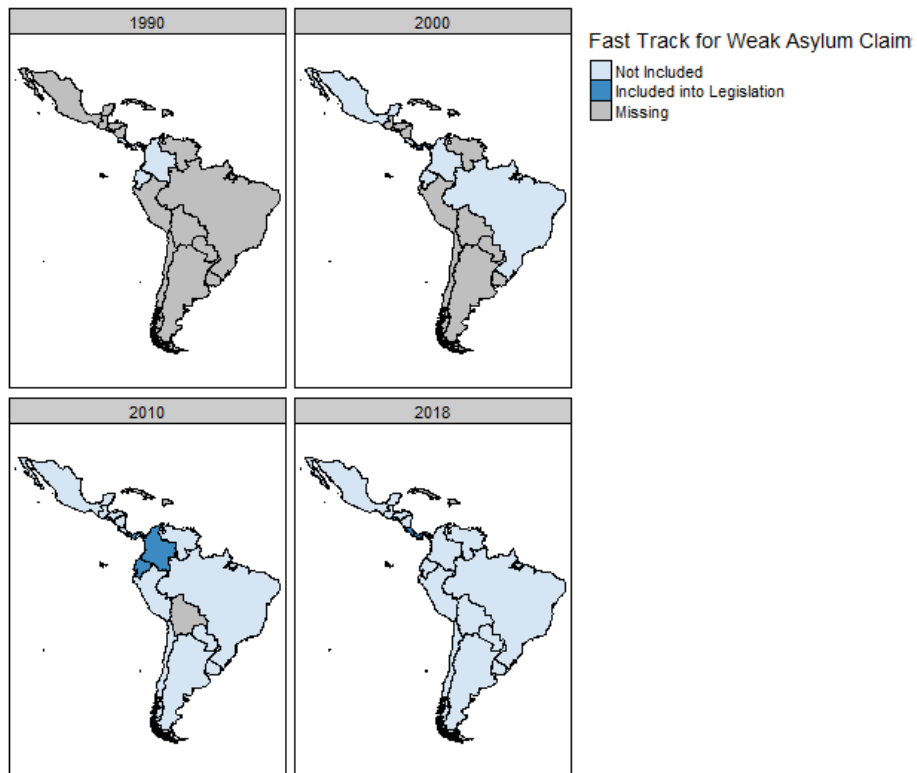 1990
2000
Fast Track for Weak Asylum Claim
Not Included
Included into Legislation
Missing
2010
2018